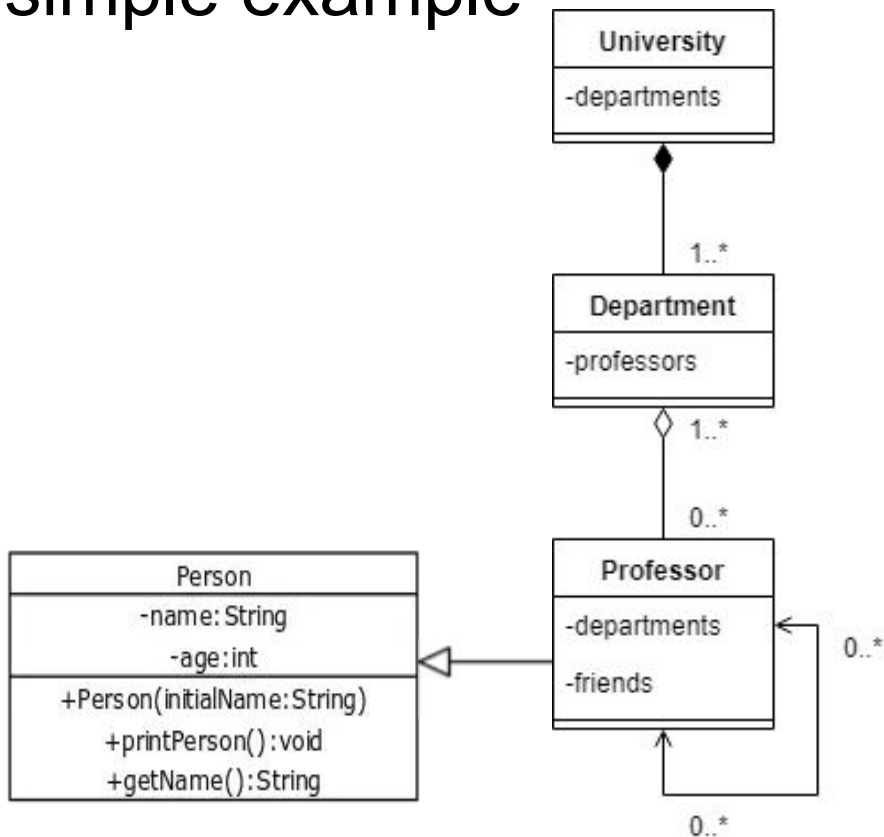 simple example
University
-departments
1..*
Department
-professors
1..*
0..*
Professor
-departments
-friends
0..*
0..*
Person
-name:String
-age:int
+Person(initialName:String)
+printPerson():void
+getName():String